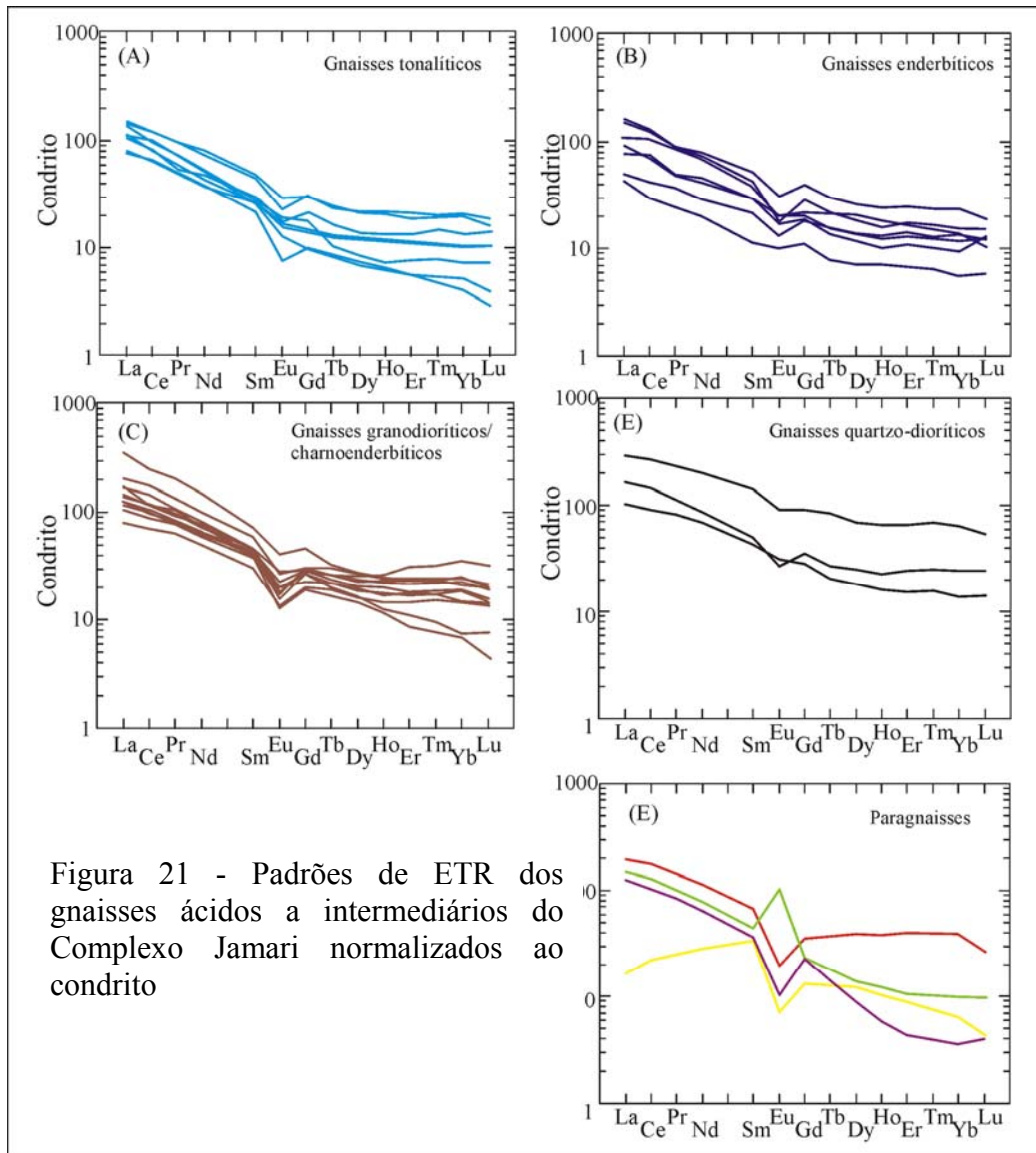 (A)
Gnaisses tonalíticos
Condrito
1000
100
10
1
La Ce Pr Nd Sm Eu Gd Tb Dy Ho Er Tm Yb Lu
(B)
Gnaisses enderbíticos
Condrito
1000
100
10
1
La Ce Pr Nd Sm Eu Gd Tb Dy Ho Er Tm Yb Lu
(C)
Gnaisses granodioríticos/
charnoenderbíticos
Condrito
1000
100
10
1
La Ce Pr Nd Sm Eu Gd Tb Dy Ho Er Tm Yb Lu
(E)
Gnaisses quartzo-dioríticos
Condrito
1000
100
10
1
La Ce Pr Nd Sm Eu Gd Tb Dy Ho Er Tm Yb Lu
(E)
Paragnaisses
1000
00
0
1
La Ce Pr Nd Sm Eu Gd Tb Dy Ho Er Tm Yb Lu
Figura 21 - Padrões de ETR dos
gnaisses ácidos a intermediários do
Complexo Jamari normalizados ao
condrito